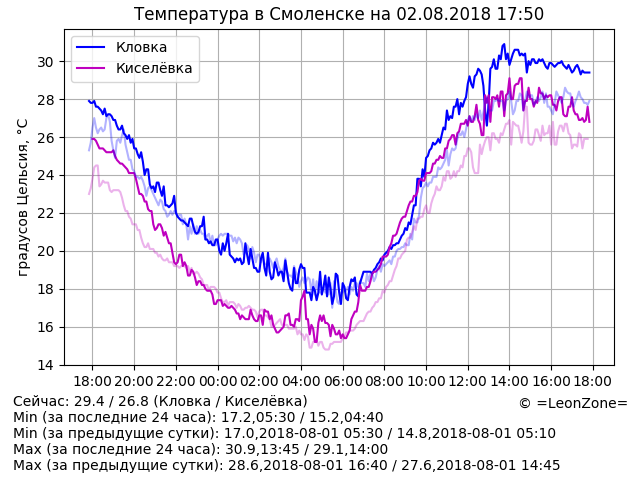 Температура в Смоленске на 02.08.2018 17:50
Кловка
Киселёвка
градусов Цельсия, °C
30
28
26
24
22
20
18
16
14
18:00 20:00 22:00 00:00 02:00 04:00 06:00 08:00 10:00 12:00 14:00 16:00 18:00
Сейчас: 29.4 / 26.8 (Кловка / Киселёвка)
© =LeonZone=
Min (за последние 24 часа): 17.2,05:30 / 15.2,04:40
Min (за предыдущие сутки): 17.0,2018-08-01 05:30 / 14.8,2018-08-01 05:10
Max (за последние 24 часа): 30.9,13:45 / 29.1,14:00
Max (за предыдущие сутки): 28.6,2018-08-01 16:40 / 27.6,2018-08-01 14:45